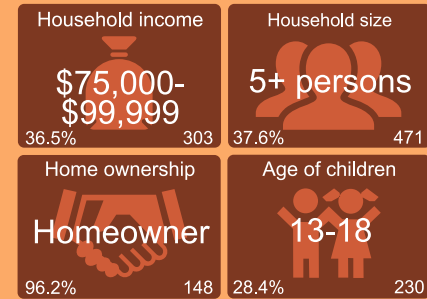 Household income
$75,000-
$99,999
36.5% 303
Household size
5+ persons
37.6% 471
Home ownership
Homeowner
96.2% 148
Age of children
13-18
28.4% 230